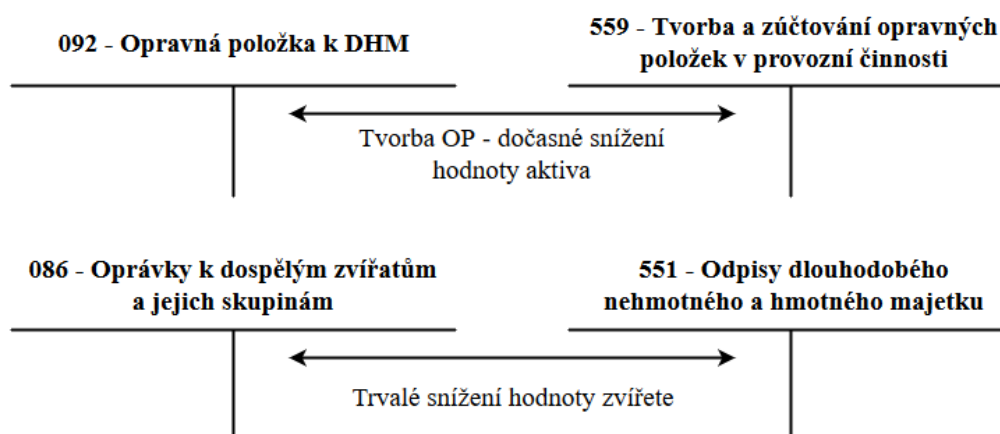 092 - Opravná položka k DHM
559 - Tvorba a zúčtování opravných
položek v provozní činnosti
Tvorba OP - dočasné snížení
hodnoty aktiva
086 - Oprávky k dospělým zvířatům
a jejich skupinám
551 - Odpisy dlouhodobého
nehmotného a hmotného majetku
Trvalé snížení hodnoty zvířete